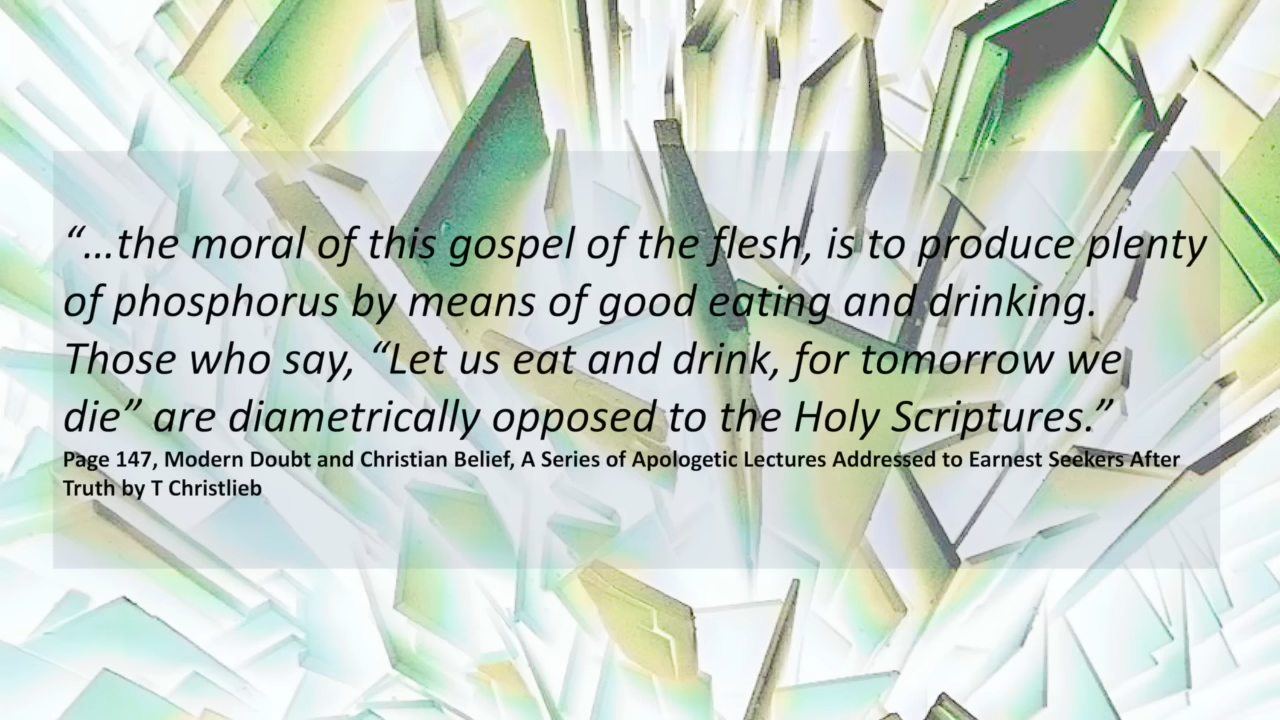 “...the moral of this gospel of the flesh, is to produce plenty
of phosphorus by means of good eating and drinking.
Those who say, “Let us eat and drink, for tomorrow we
die” are diametrically opposed to the Holy Scriptures.”
Page 147, Modern Doubt and Christian Belief, A Series of Apologetic Lectures Addressed to Earnest Seekers After
Truth by T Christlieb